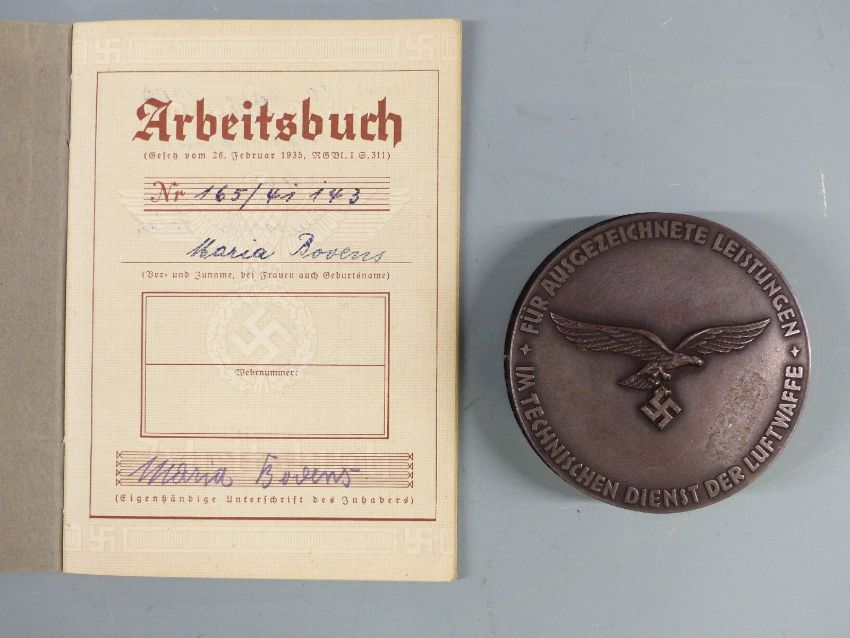 Arbeitsbuch
(Gesetz vom 26. Februar 1935, RGBl. I S. 311)
Nr 165/41 143
Maria Bovens
(Vor- und Zuname, bei Frauen auch Geburtsname)
Wehrnummer:
Maria Bovens
(Eigenhändige Unterschrift des Inhabers)
FÜR AUSGEZEICHNETE LEISTUNGEN
IM TECHNISCHEN DIENST DER LUFTWAFFE